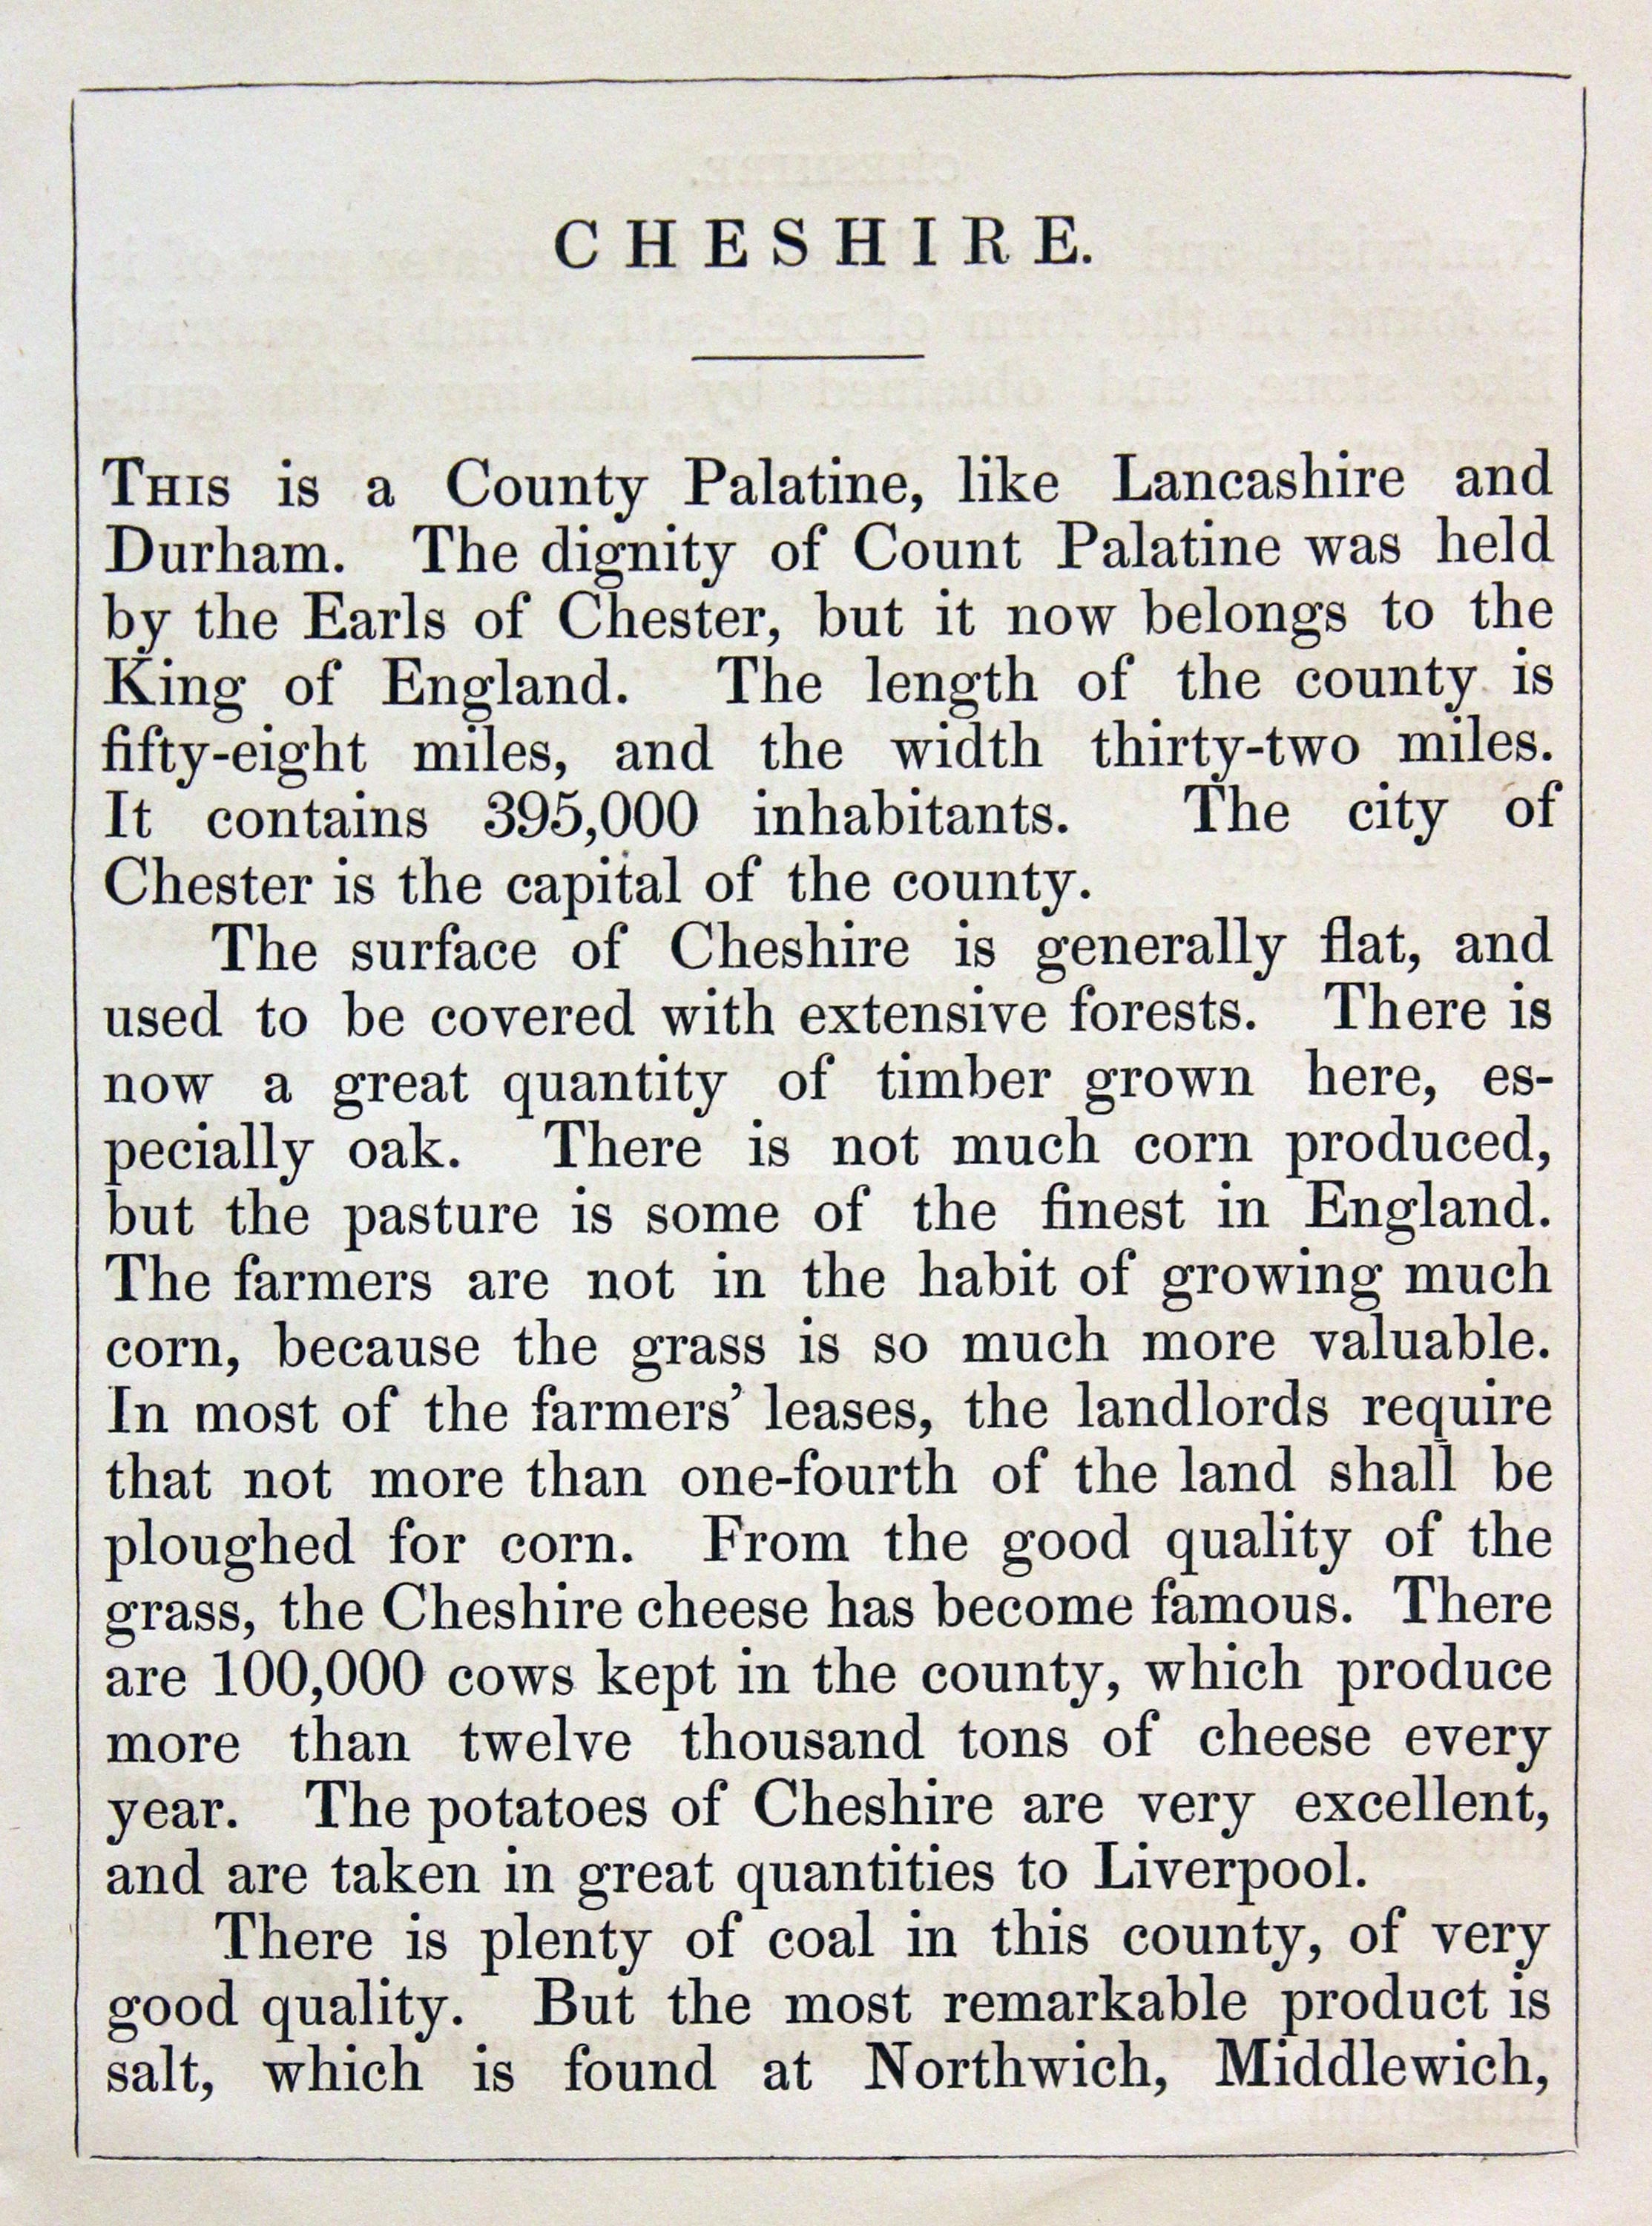 CHESHIRE.
THIS is a County Palatine, like Lancashire and
Durham. The dignity of Count Palatine was held
by the Earls of Chester, but it now belongs to the
King of England. The length of the county is
fifty-eight miles, and the width thirty-two miles.
It contains 395,000 inhabitants. The city of
Chester is the capital of the county.
The surface of Cheshire is generally flat, and
used to be covered with extensive forests. There is
now a great quantity of timber grown here, es-
pecially oak. There is not much corn produced,
but the pasture is some of the finest in England.
The farmers are not in the habit of growing much
corn, because the grass is so much more valuable.
In most of the farmers' leases, the landlords require
that not more than one-fourth of the land shall be
ploughed for corn. From the good quality of the
grass, the Cheshire cheese has become famous. There
are 100,000 cows kept in the county, which produce
more than twelve thousand tons of cheese every
year. The potatoes of Cheshire are very excellent,
and are taken in great quantities to Liverpool.
There is plenty of coal in this county, of very
good quality. But the most remarkable product is
salt, which is found at Northwich, Middlewich,